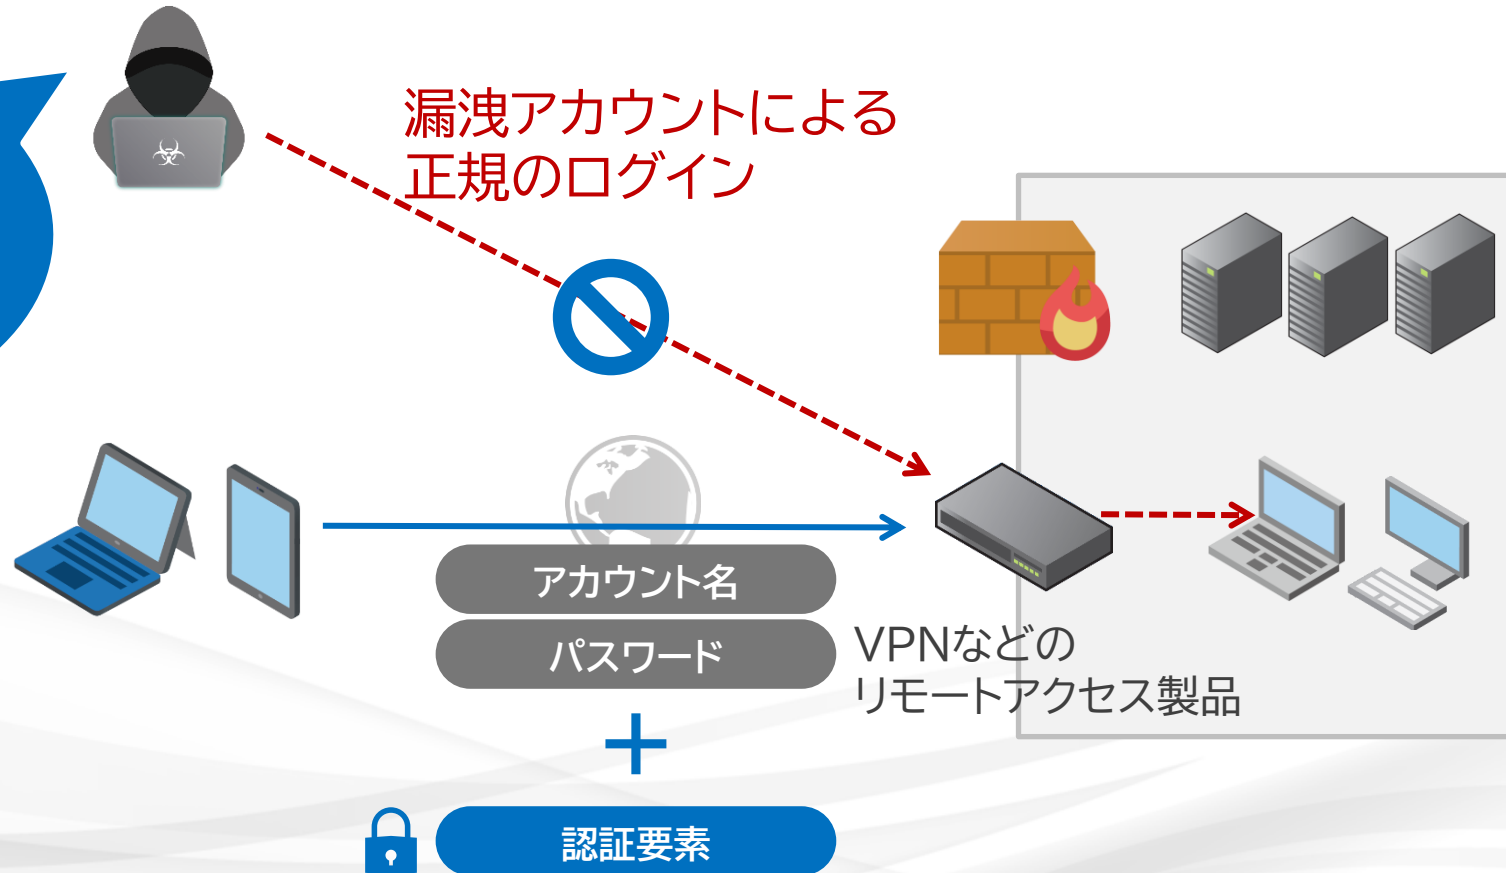 漏洩アカウントによる
正規のログイン
アカウント名
パスワード
VPNなどの
リモートアクセス製品
認証要素